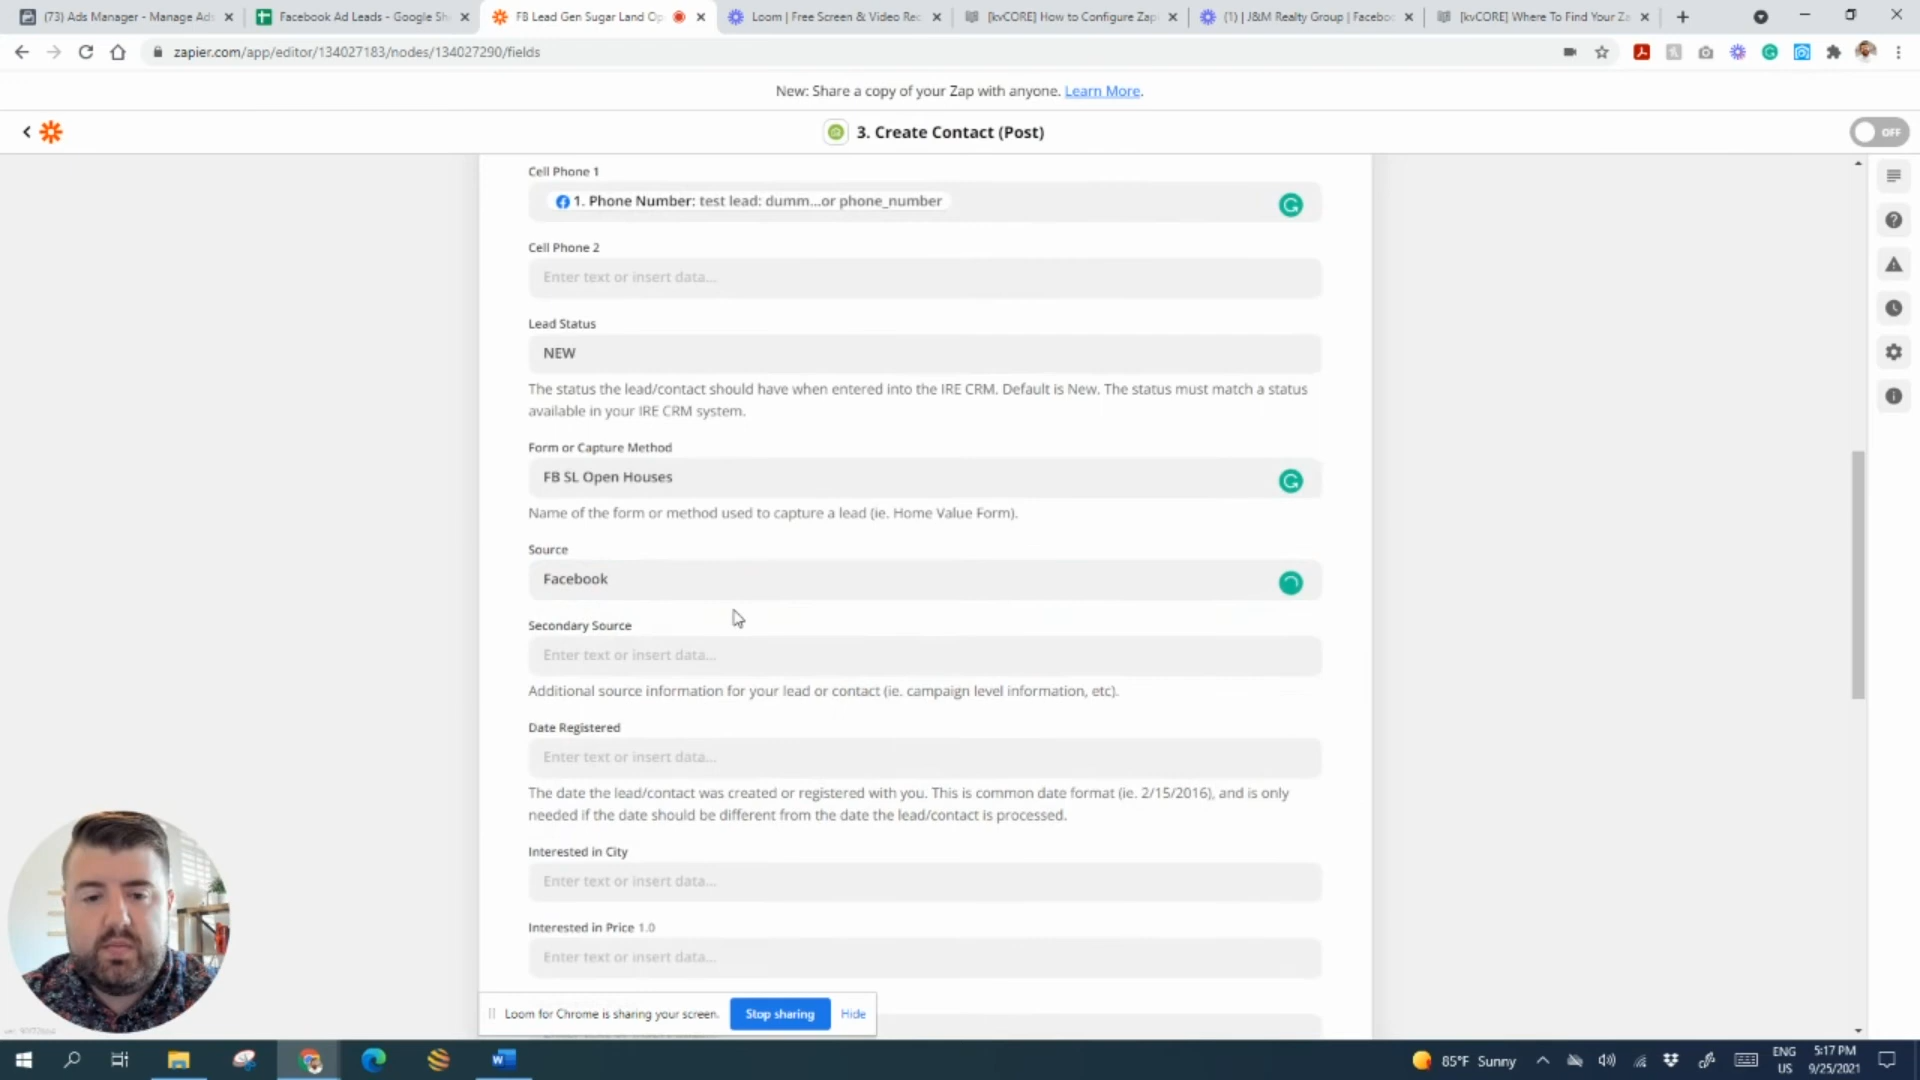 (73) Ads Manager - Manage Ads
Facebook Ad Leads - Google Sh
FB Lead Gen Sugar Land Op
Loom | Free Screen & Video Rec
[kvCORE] How to Configure Zap
(1) | J&M Realty Group | Faceboo
[kvCORE] Where To Find Your Za
zapier.com/app/editor/134027183/nodes/134027290/fields
New: Share a copy of your Zap with anyone. Learn More.
3. Create Contact (Post)
OFF
Cell Phone 1
1. Phone Number: test lead: dumm...or phone_number
Cell Phone 2
Enter text or insert data...
Lead Status
NEW
The status the lead/contact should have when entered into the IRE CRM. Default is New. The status must match a status
available in your IRE CRM system.
Form or Capture Method
FB SL Open Houses
Name of the form or method used to capture a lead (ie. Home Value Form).
Source
Facebook
Secondary Source
Enter text or insert data...
Additional source information for your lead or contact (ie. campaign level information, etc).
Date Registered
Enter text or insert data...
The date the lead/contact was created or registered with you. This is common date format (ie. 2/15/2016), and is only
needed if the date should be different from the date the lead/contact is processed.
Interested in City
Enter text or insert data...
Interested in Price 1.0
Enter text or insert data...
Loom for Chrome is sharing your screen.
Stop sharing
Hide
85°F Sunny
ENG
US
5:17 PM
9/25/2021